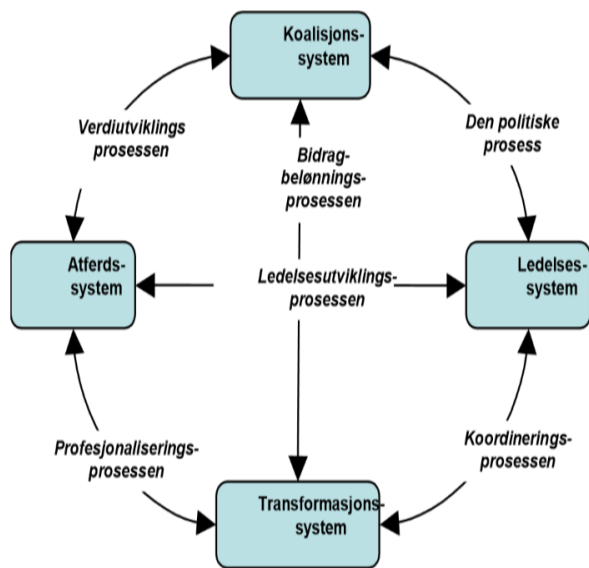 Koalisjons-
system
Verdiutviklings
prosessen
Den politiske
prosess
Bidrag-
belønnings-
prosessen
Atferds-
system
Ledelsesutviklings-
prosessen
Ledelses-
system
Profesjonaliserings-
prosessen
Koordinerings-
prosessen
Transformasjons-
system